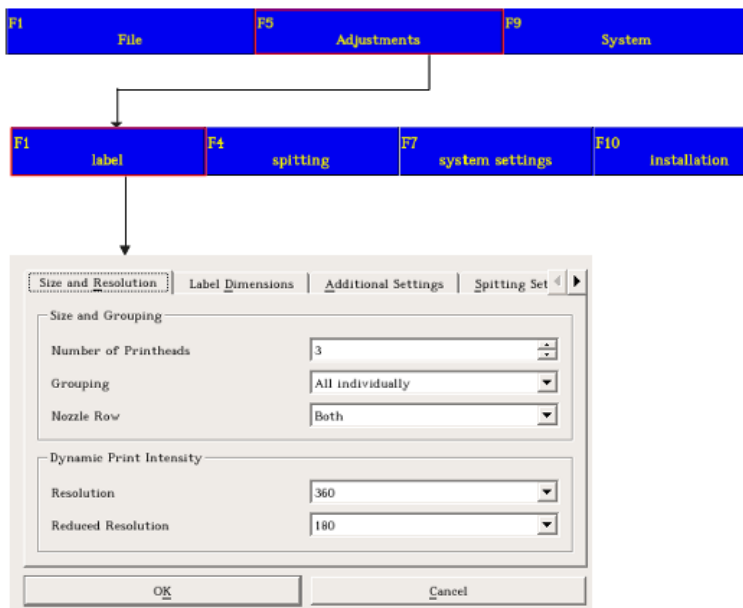 F1 File F5 Adjustments F9 System
F1 label F4 spitting F7 system settings F10 installation
Size and Resolution Label Dimensions Additional Settings Spitting Set
Size and Grouping
Number of Printheads 3
Grouping All individually
Nozzle Row Both
Dynamic Print Intensity
Resolution 360
Reduced Resolution 180
OK Cancel